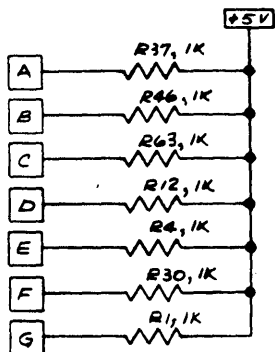 +5V
R37, 1K
A
R46, 1K
B
R63, 1K
C
R12, 1K
D
R4, 1K
E
R30, 1K
F
R1, 1K
G